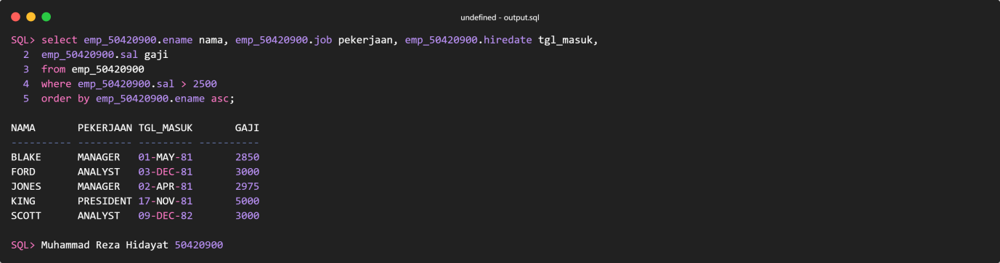 undefined - output.sql
SQL> select emp_50420900.ename nama, emp_50420900.job pekerjaan, emp_50420900.hiredate tgl_masuk,
  2  emp_50420900.sal gaji
  3  from emp_50420900
  4  where emp_50420900.sal > 2500
  5  order by emp_50420900.ename asc;
NAMA       PEKERJAAN TGL_MASUK       GAJI
---------- --------- --------- ----------
BLAKE      MANAGER   01-MAY-81       2850
FORD       ANALYST   03-DEC-81       3000
JONES      MANAGER   02-APR-81       2975
KING       PRESIDENT 17-NOV-81       5000
SCOTT      ANALYST   09-DEC-82       3000
SQL> Muhammad Reza Hidayat 50420900